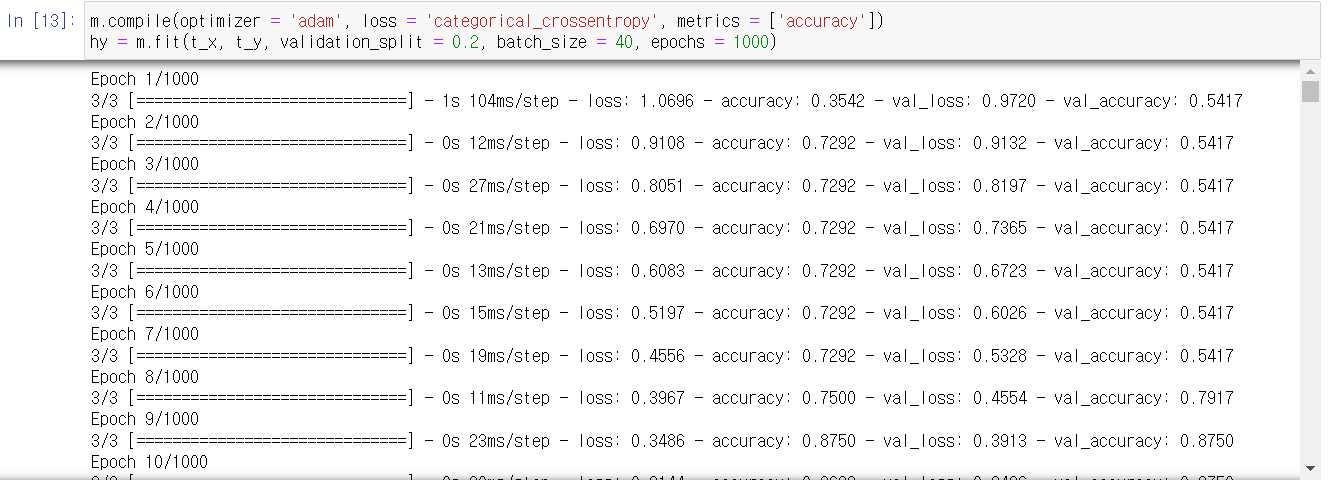 In [13]: m.compile(optimizer = 'adam', loss = 'categorical_crossentropy', metrics = ['accuracy'])
hy = m.fit(t_x, t_y, validation_split = 0.2, batch_size = 40, epochs = 1000)
Epoch 1/1000
3/3 [==============================] - 1s 104ms/step - loss: 1.0696 - accuracy: 0.3542 - val_loss: 0.9720 - val_accuracy: 0.5417
Epoch 2/1000
3/3 [==============================] - 0s 12ms/step - loss: 0.9108 - accuracy: 0.7292 - val_loss: 0.9132 - val_accuracy: 0.5417
Epoch 3/1000
3/3 [==============================] - 0s 27ms/step - loss: 0.8051 - accuracy: 0.7292 - val_loss: 0.8197 - val_accuracy: 0.5417
Epoch 4/1000
3/3 [==============================] - 0s 21ms/step - loss: 0.6970 - accuracy: 0.7292 - val_loss: 0.7365 - val_accuracy: 0.5417
Epoch 5/1000
3/3 [==============================] - 0s 13ms/step - loss: 0.6083 - accuracy: 0.7292 - val_loss: 0.6723 - val_accuracy: 0.5417
Epoch 6/1000
3/3 [==============================] - 0s 15ms/step - loss: 0.5197 - accuracy: 0.7292 - val_loss: 0.6026 - val_accuracy: 0.5417
Epoch 7/1000
3/3 [==============================] - 0s 19ms/step - loss: 0.4556 - accuracy: 0.7292 - val_loss: 0.5328 - val_accuracy: 0.5417
Epoch 8/1000
3/3 [==============================] - 0s 11ms/step - loss: 0.3967 - accuracy: 0.7500 - val_loss: 0.4554 - val_accuracy: 0.7917
Epoch 9/1000
3/3 [==============================] - 0s 23ms/step - loss: 0.3486 - accuracy: 0.8750 - val_loss: 0.3913 - val_accuracy: 0.8750
Epoch 10/1000